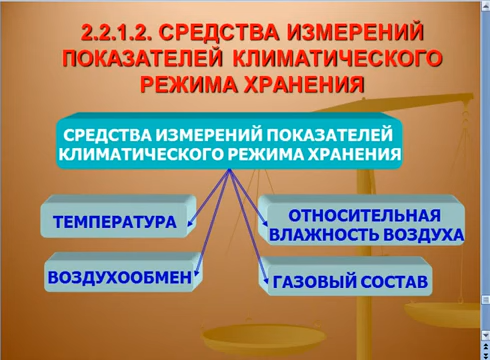 2.2.1.2. СРЕДСТВА ИЗМЕРЕНИЙ
ПОКАЗАТЕЛЕЙ КЛИМАТИЧЕСКОГО
РЕЖИМА ХРАНЕНИЯ
СРЕДСТВА ИЗМЕРЕНИЙ ПОКАЗАТЕЛЕЙ
КЛИМАТИЧЕСКОГО РЕЖИМА ХРАНЕНИЯ
ТЕМПЕРАТУРА
ОТНОСИТЕЛЬНАЯ
ВЛАЖНОСТЬ ВОЗДУХА
ВОЗДУХООБМЕН
ГАЗОВЫЙ СОСТАВ